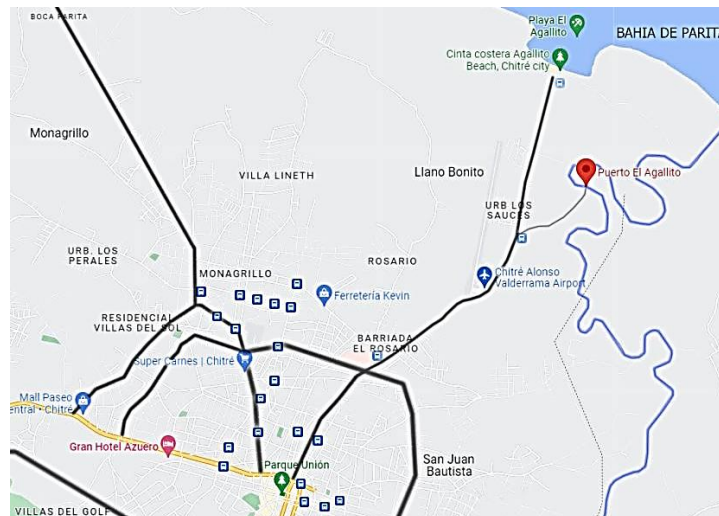 BOCA PARITA
Playa El
Agallito
BAHIA DE PARITA
Cinta costera Agallito
Beach, Chitré city
Monagrillo
VILLA LINETH
Llano Bonito
Puerto El Agallito
URB LOS
SAUCES
URB. LOS
PERALES
MONAGRILLO
ROSARIO
Chitré Alonso
Valderrama Airport
Ferretería Kevin
RESIDENCIAL
VILLAS DEL SOL
BARRIADA
EL ROSARIO
Super Carnes | Chitré
Mall Paseo
entral • Chitré
Gran Hotel Azuero
San Juan
Bautista
Parque Unión
VILLAS DEL GOLF